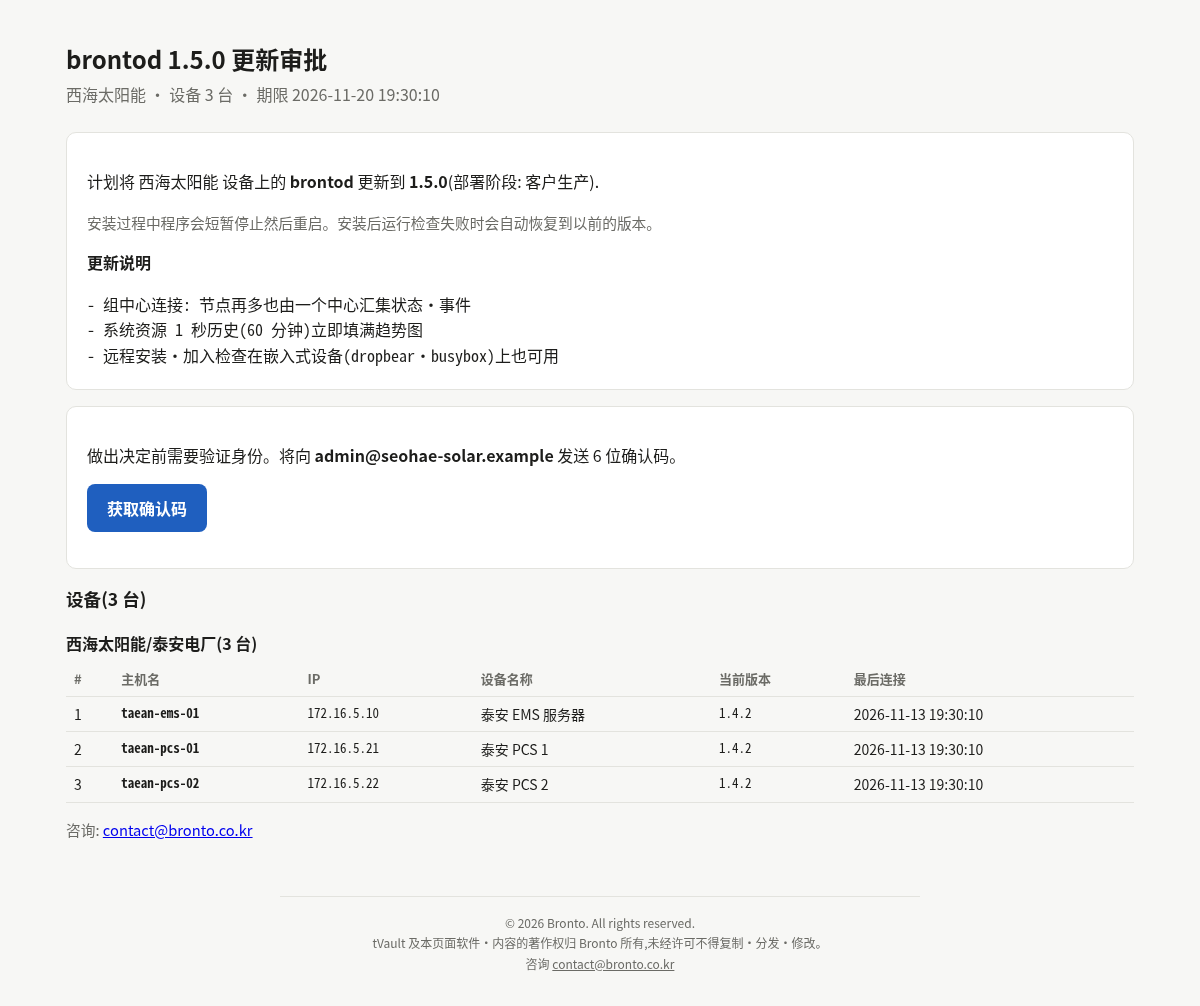 brontod 1.5.0 更新审批
西海太阳能 · 设备 3 台 · 期限 2026-11-20 19:30:10
计划将 西海太阳能 设备上的 brontod 更新到 1.5.0(部署阶段: 客户生产).
安装过程中程序会短暂停止然后重启。安装后运行检查失败时会自动恢复到以前的版本。
更新说明
- 组中心连接: 节点再多也由一个中心汇集状态·事件
- 系统资源 1 秒历史(60 分钟)立即填满趋势图
- 远程安装·加入检查在嵌入式设备(dropbear·busybox)上也可用
做出决定前需要验证身份。将向 admin@seohae-solar.example 发送 6 位确认码。
获取确认码
设备(3 台)
西海太阳能/泰安电厂(3 台)
# 主机名 IP 设备名称 当前版本 最后连接
1 taean-ems-01 172.16.5.10 泰安 EMS 服务器 1.4.2 2026-11-13 19:30:10
2 taean-pcs-01 172.16.5.21 泰安 PCS 1 1.4.2 2026-11-13 19:30:10
3 taean-pcs-02 172.16.5.22 泰安 PCS 2 1.4.2 2026-11-13 19:30:10
咨询: contact@bronto.co.kr
© 2026 Bronto. All rights reserved.
tVault 及本页面软件·内容的著作权归 Bronto 所有,未经许可不得复制·分发·修改。
咨询 contact@bronto.co.kr